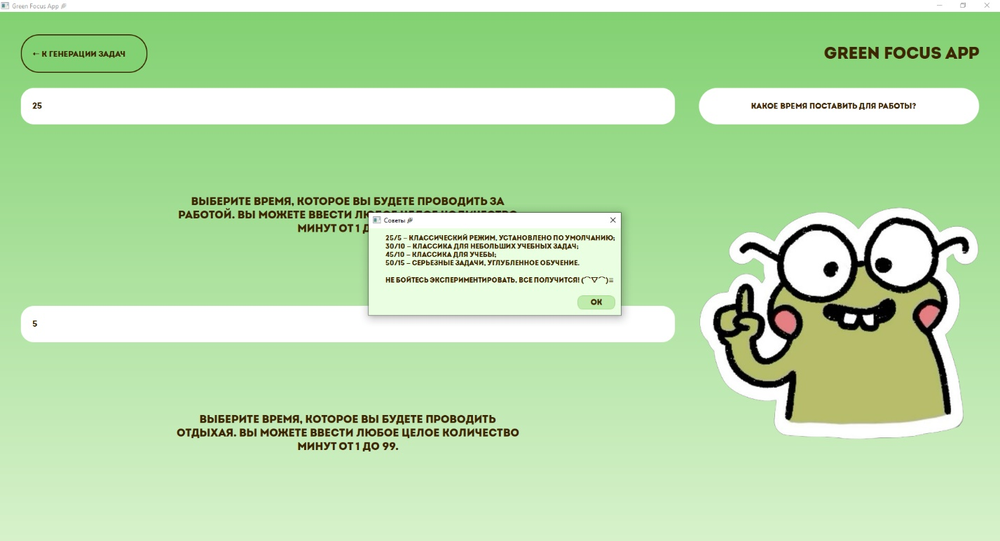 Green Focus App
← К ГЕНЕРАЦИИ ЗАДАЧ
GREEN FOCUS APP
25
КАКОЕ ВРЕМЯ ПОСТАВИТЬ ДЛЯ РАБОТЫ?
ВЫБЕРИТЕ ВРЕМЯ, КОТОРОЕ ВЫ БУДЕТЕ ПРОВОДИТЬ ЗА
РАБОТОЙ. ВЫ МОЖЕТЕ ВВЕСТИ ЛЮБОЕ ЦЕЛОЕ КОЛИЧЕСТВО
МИНУТ ОТ 1
Советы
25/5 – КЛАССИЧЕСКИЙ РЕЖИМ, УСТАНОВЛЕНО ПО УМОЛЧАНИЮ;
30/10 – КЛАССИКА ДЛЯ НЕБОЛЬШИХ УЧЕБНЫХ ЗАДАЧ;
45/10 – КЛАССИКА ДЛЯ УЧЕБЫ;
50/15 – СЕРЬЕЗНЫЕ ЗАДАЧИ, УГЛУБЛЕННОЕ ОБУЧЕНИЕ.
НЕ БОЙТЕСЬ ЭКСПЕРИМЕНТИРОВАТЬ, ВСЕ ПОЛУЧИТСЯ! (⌒▽⌒)≡
ОК
5
ВЫБЕРИТЕ ВРЕМЯ, КОТОРОЕ ВЫ БУДЕТЕ ПРОВОДИТЬ
ОТДЫХАЯ. ВЫ МОЖЕТЕ ВВЕСТИ ЛЮБОЕ ЦЕЛОЕ КОЛИЧЕСТВО
МИНУТ ОТ 1 ДО 99.